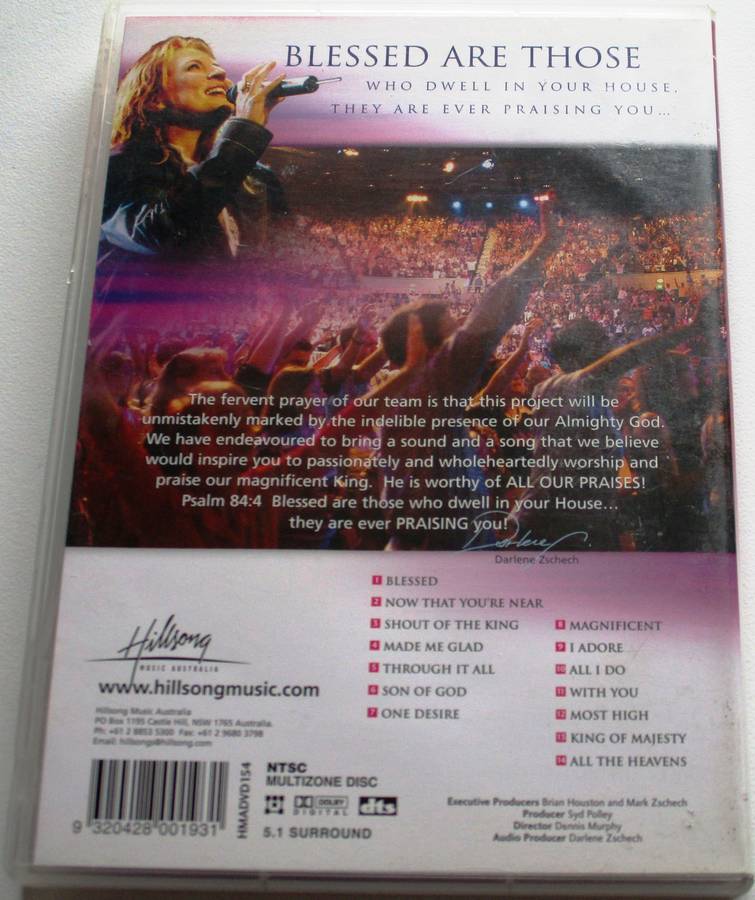 BLESSED ARE THOSE
WHO DWELL IN YOUR HOUSE,
THEY ARE EVER PRAISING YOU...
The fervent prayer of our team is that this project will be
unmistakenly marked by the indelible presence of our Almighty God.
We have endeavoured to bring a sound and a song that we believe
would inspire you to passionately and wholeheartedly worship and
praise our magnificent King. He is worthy of ALL OUR PRAISES!
Psalm 84:4 Blessed are those who dwell in your House...
they are ever PRAISING you!
Darlene
Darlene Zschech
1 BLESSED
2 NOW THAT YOU'RE NEAR
3 SHOUT OF THE KING
4 MADE ME GLAD
5 THROUGH IT ALL
6 SON OF GOD
7 ONE DESIRE
8 MAGNIFICENT
9 I ADORE
10 ALL I DO
11 WITH YOU
12 MOST HIGH
13 KING OF MAJESTY
14 ALL THE HEAVENS
Hillsong
MUSIC AUSTRALIA
www.hillsongmusic.com
Hillsong Music Australia
PO Box 1195 Castle Hill, NSW 1765 Australia.
Ph: +61 2 8853 5300 Fax: +61 2 9680 3798
Email: hillsong@hillsong.com
9 320428 001931
HMADVD154
NTSC
MULTIZONE DISC
DOLBY
DIGITAL
dts
5.1 SURROUND
Executive Producers Brian Houston and Mark Zschech
Producer Syd Polley
Director Dennis Murphy
Audio Producer Darlene Zschech